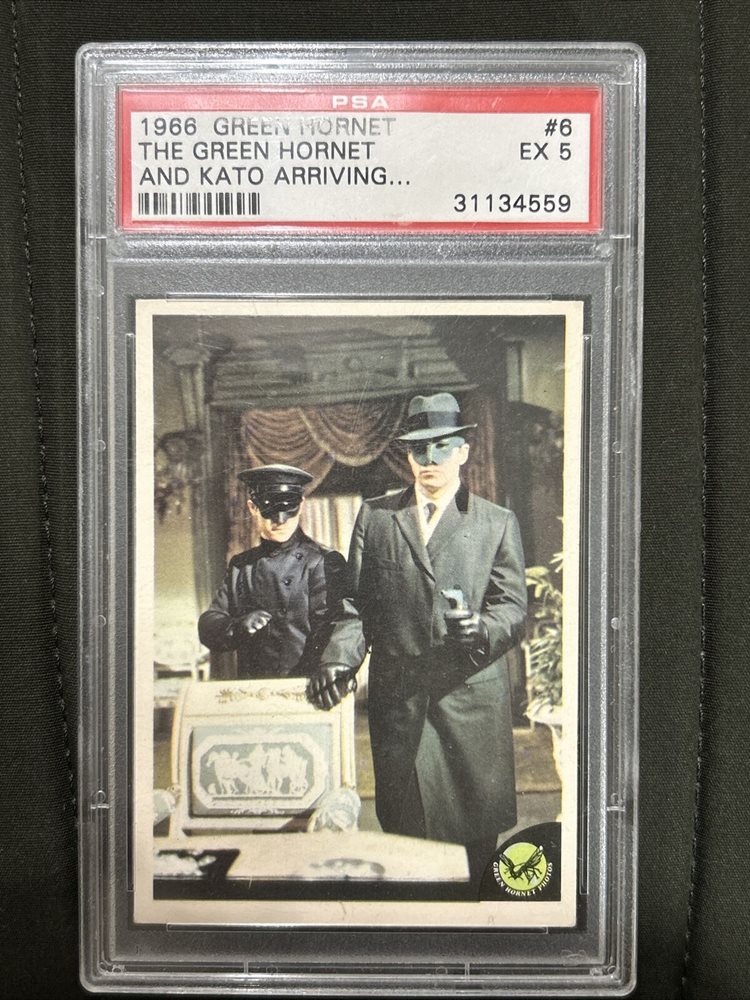 PSA
1966 GREEN HORNET #6
THE GREEN HORNET EX 5
AND KATO ARRIVING...
31134559
GREEN HORNET PHOTOS